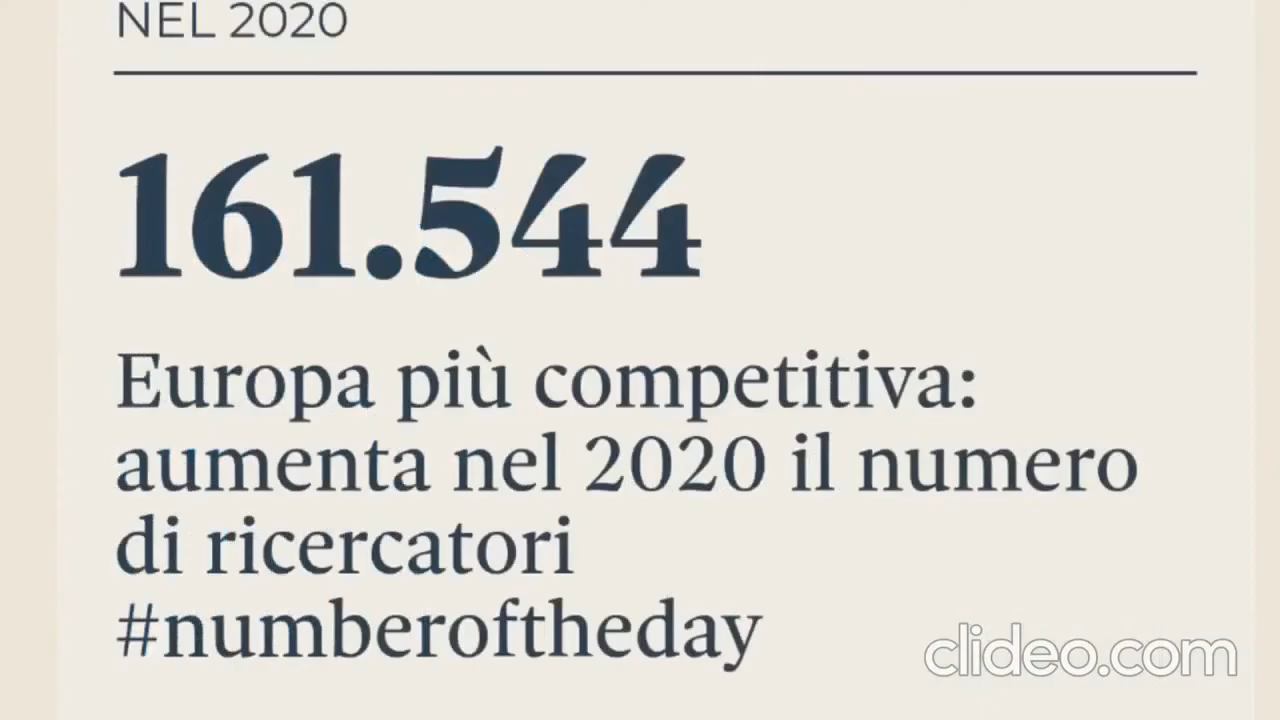 NEL 2020
161.544
Europa più competitiva:
aumenta nel 2020 il numero
di ricercatori
#numberoftheday
clideo.com